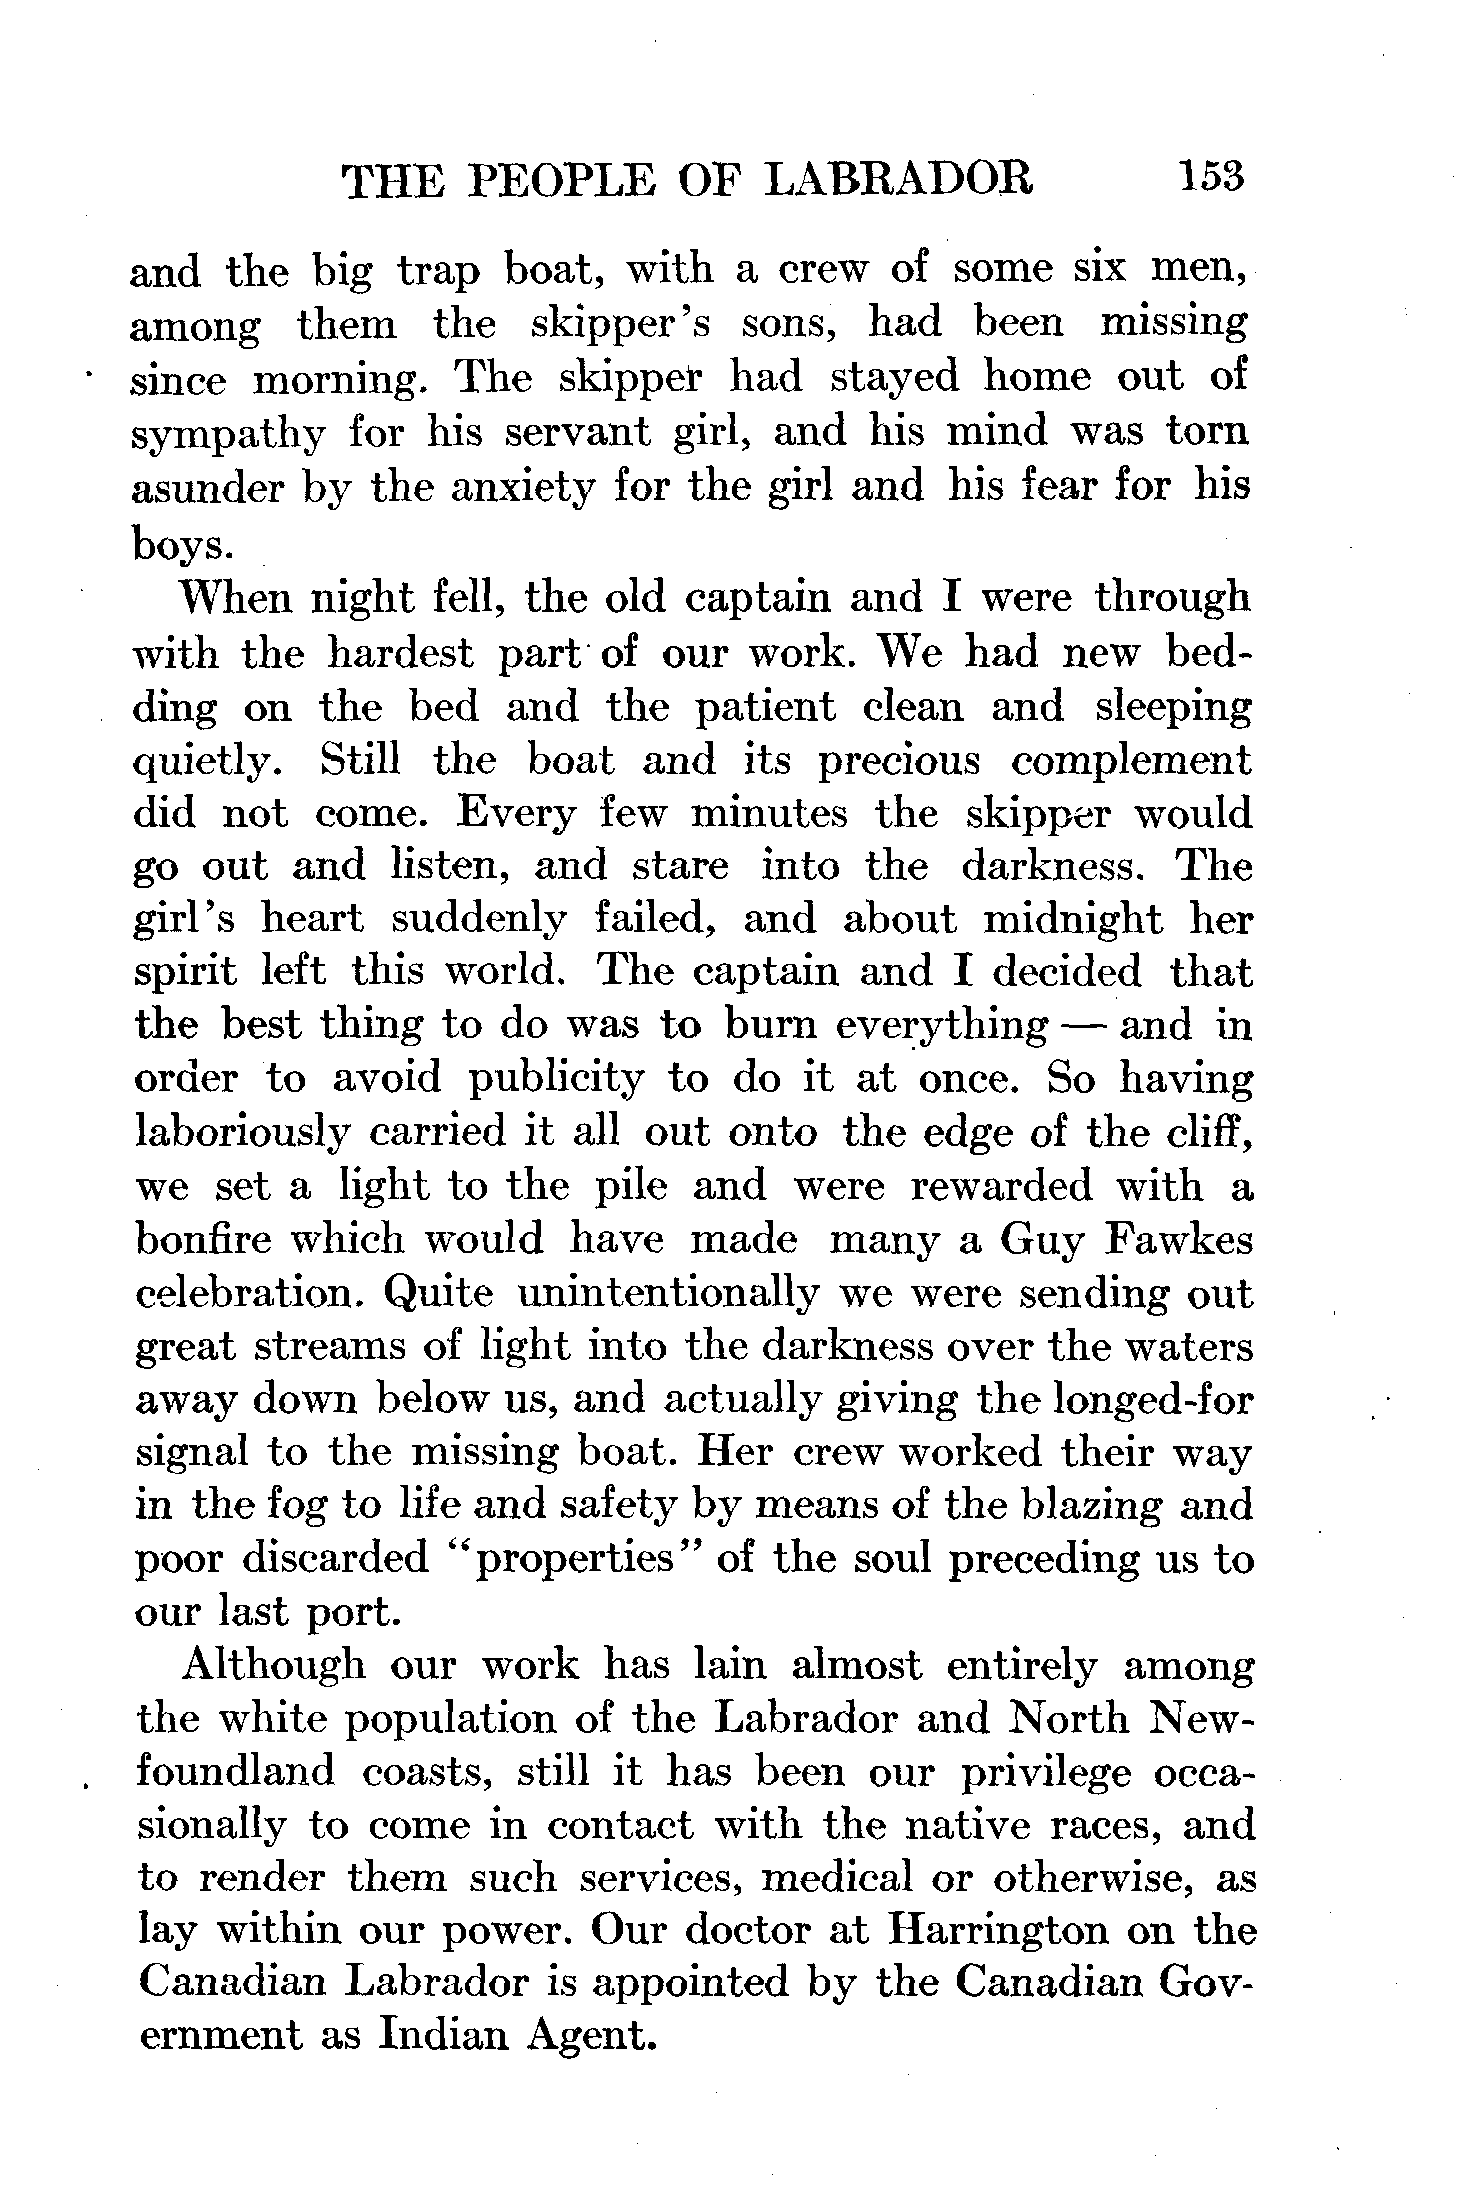 THE PEOPLE OF LABRADOR 153
and the big trap boat, with a crew of some six men,
among them the skipper's sons, had been missing
since morning. The skipper had stayed home out of
sympathy for his servant girl, and his mind was torn
asunder by the anxiety for the girl and his fear for his
boys.
When night fell, the old captain and I were through
with the hardest part of our work. We had new bed-
ding on the bed and the patient clean and sleeping
quietly. Still the boat and its precious complement
did not come. Every few minutes the skipper would
go out and listen, and stare into the darkness. The
girl's heart suddenly failed, and about midnight her
spirit left this world. The captain and I decided that
the best thing to do was to burn everything — and in
order to avoid publicity to do it at once. So having
laboriously carried it all out onto the edge of the cliff,
we set a light to the pile and were rewarded with a
bonfire which would have made many a Guy Fawkes
celebration. Quite unintentionally we were sending out
great streams of light into the darkness over the waters
away down below us, and actually giving the longed-for
signal to the missing boat. Her crew worked their way
in the fog to life and safety by means of the blazing and
poor discarded "properties" of the soul preceding us to
our last port.
Although our work has lain almost entirely among
the white population of the Labrador and North New-
foundland coasts, still it has been our privilege occa-
sionally to come in contact with the native races, and
to render them such services, medical or otherwise, as
lay within our power. Our doctor at Harrington on the
Canadian Labrador is appointed by the Canadian Gov-
ernment as Indian Agent.